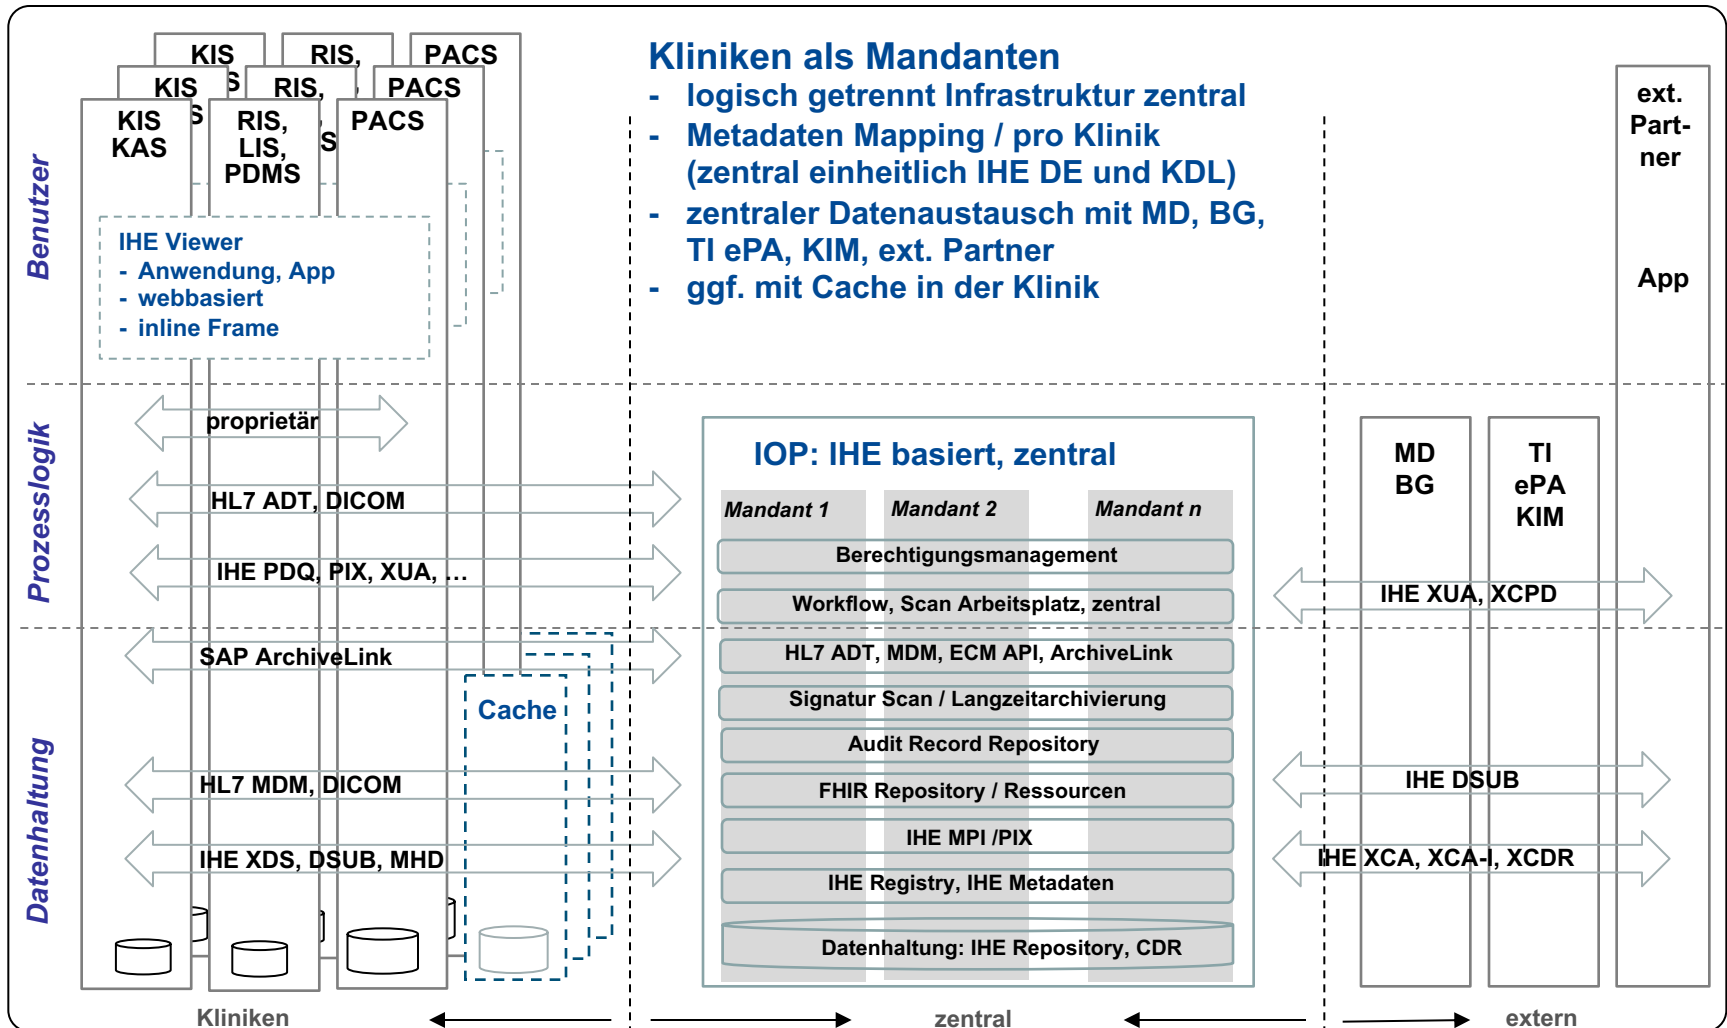 KIS
RIS,
PACS
KIS
S
RIS,
PACS
S
S
KIS
KAS
RIS,
LIS,
PDMS
PACS
Kliniken als Mandanten
- logisch getrennt Infrastruktur zentral
- Metadaten Mapping / pro Klinik
(zentral einheitlich IHE DE und KDL)
- zentraler Datenaustausch mit MD, BG,
TI ePA, KIM, ext. Partner
- ggf. mit Cache in der Klinik
ext.
Part-
ner
App
Benutzer
IHE Viewer
- Anwendung, App
- webbasiert
- inline Frame
Prozesslogik
proprietär
HL7 ADT, DICOM
IHE PDQ, PIX, XUA, …
IOP: IHE basiert, zentral
Mandant 1
Mandant 2
Mandant n
Berechtigungsmanagement
Workflow, Scan Arbeitsplatz, zentral
HL7 ADT, MDM, ECM API, ArchiveLink
Signatur Scan / Langzeitarchivierung
Audit Record Repository
FHIR Repository / Ressourcen
IHE MPI /PIX
IHE Registry, IHE Metadaten
Datenhaltung: IHE Repository, CDR
MD
BG
TI
ePA
KIM
IHE XUA, XCPD
Datenhaltung
SAP ArchiveLink
Cache
HL7 MDM, DICOM
IHE XDS, DSUB, MHD
IHE DSUB
IHE XCA, XCA-I, XCDR
Kliniken
zentral
extern